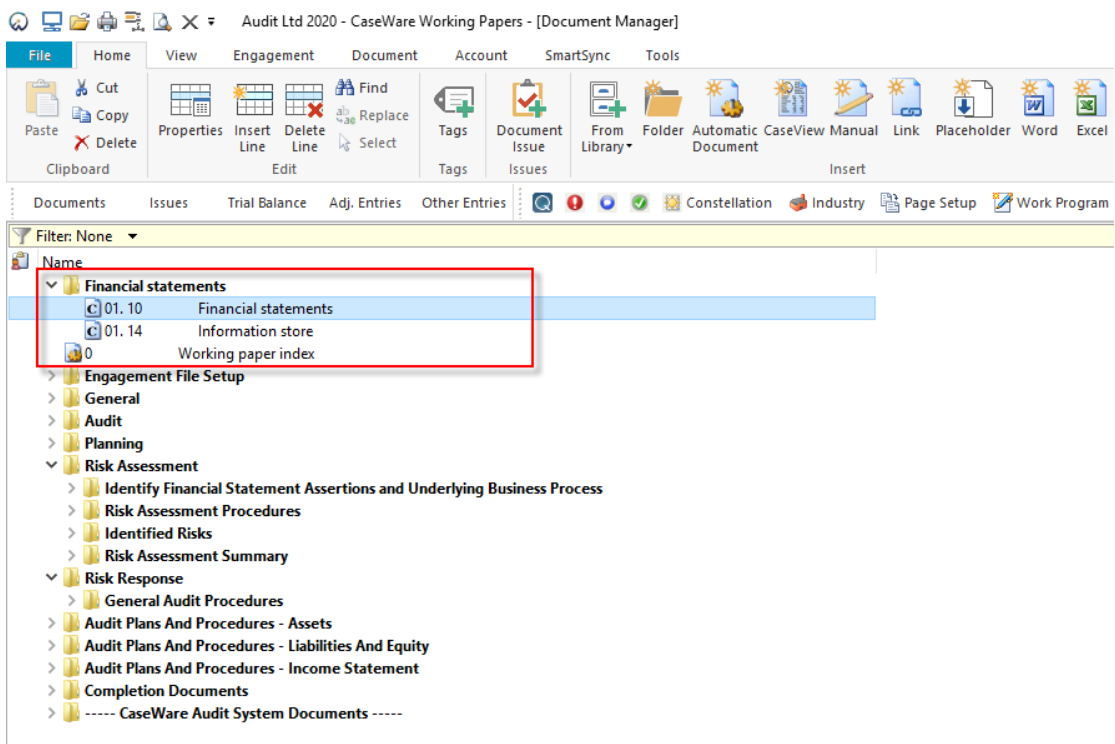 Audit Ltd 2020 - CaseWare Working Papers - [Document Manager]
File Home View Engagement Document Account SmartSync Tools
Paste Cut Copy Delete
Clipboard
Properties Insert Line Delete Line Find Replace Select
Edit
Tags
Tags
Document Issue
Issues
From Library Folder Automatic Document CaseView Manual Link Placeholder Word Excel
Insert
Documents Issues Trial Balance Adj. Entries Other Entries Constellation Industry Page Setup Work Program
Filter: None
Name
Financial statements
01. 10 Financial statements
01. 14 Information store
0 Working paper index
Engagement File Setup
General
Audit
Planning
Risk Assessment
Identify Financial Statement Assertions and Underlying Business Process
Risk Assessment Procedures
Identified Risks
Risk Assessment Summary
Risk Response
General Audit Procedures
Audit Plans And Procedures - Assets
Audit Plans And Procedures - Liabilities And Equity
Audit Plans And Procedures - Income Statement
Completion Documents
----- CaseWare Audit System Documents -----